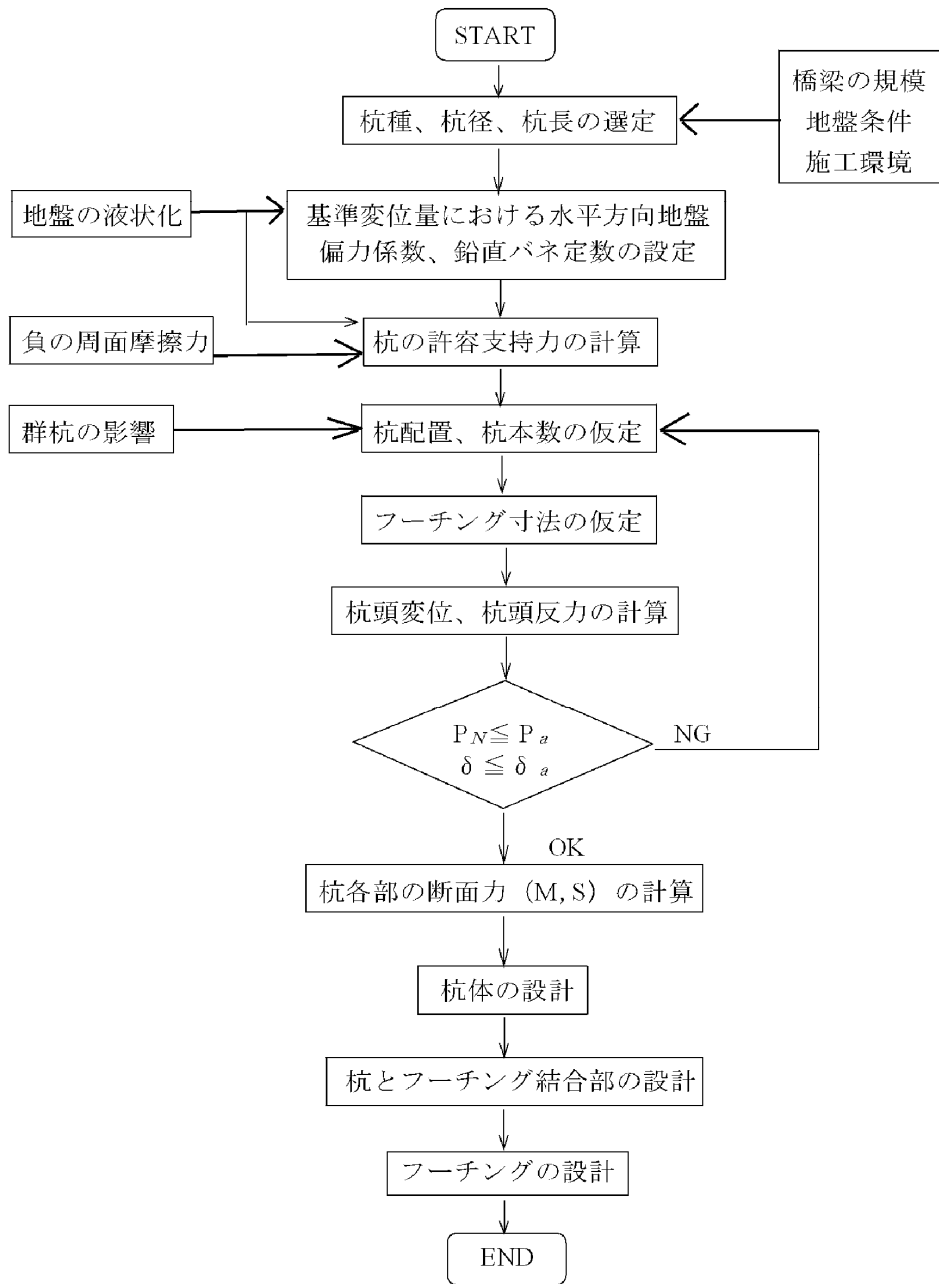 START
杭種、杭径、杭長の選定
橋梁の規模
地盤条件
施工環境
地盤の液状化
基準変位量における水平方向地盤
偏力係数、鉛直バネ定数の設定
負の周面摩擦力
杭の許容支持力の計算
群杭の影響
杭配置、杭本数の仮定
フーチング寸法の仮定
杭頭変位、杭頭反力の計算
P_N≦P_a
δ≦δ_a
NG
OK
杭各部の断面力（M,S）の計算
杭体の設計
杭とフーチング結合部の設計
フーチングの設計
END